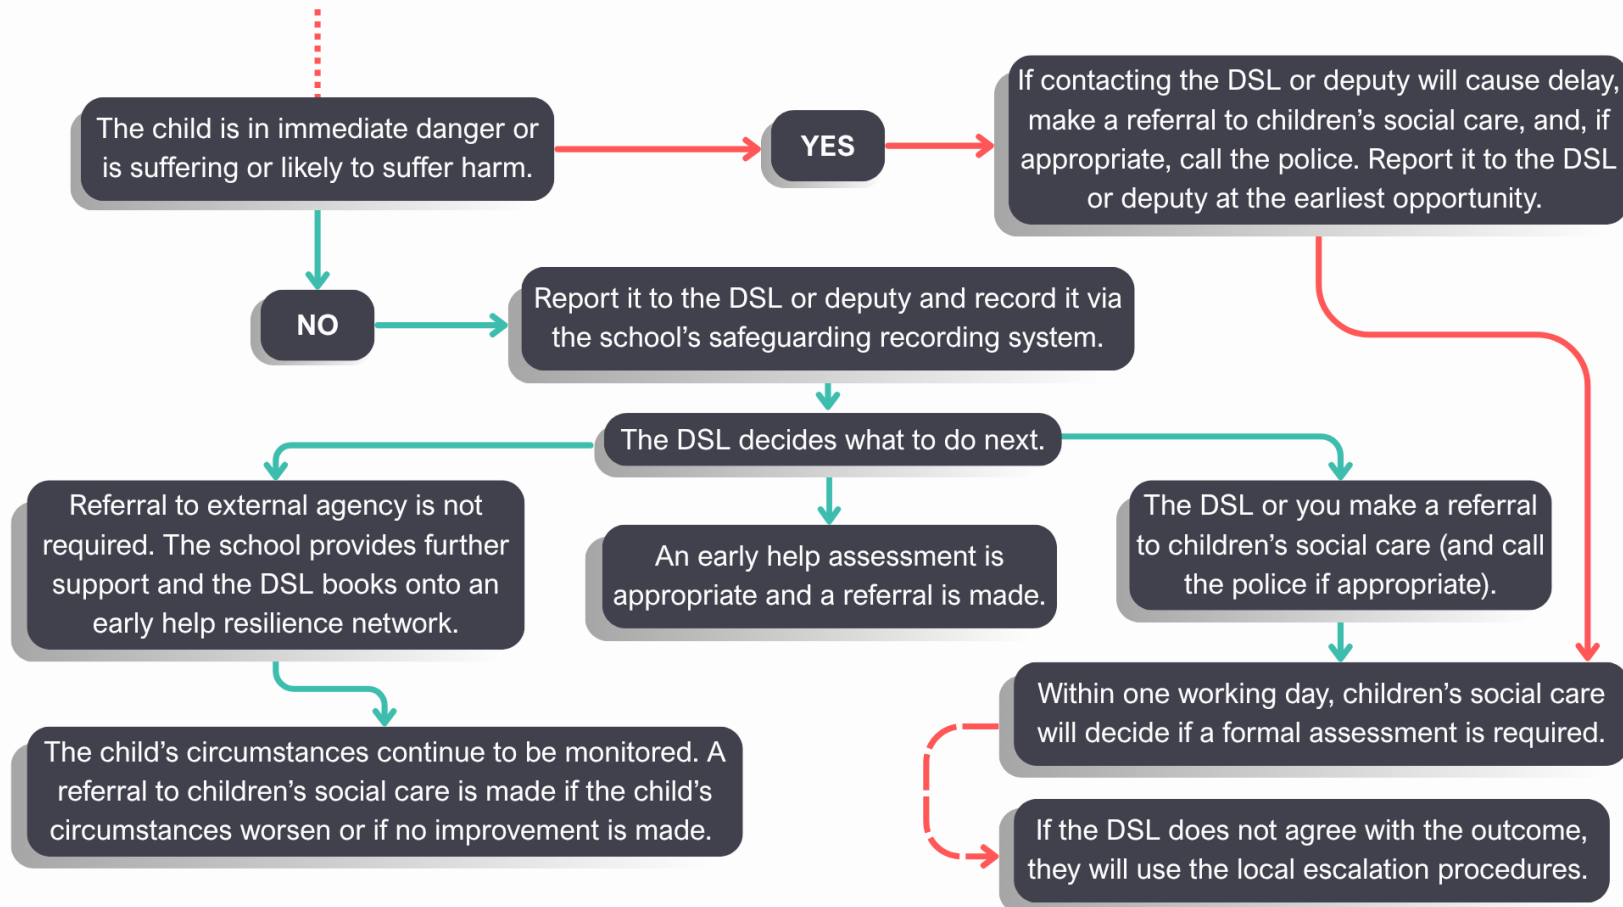 The child is in immediate danger or
is suffering or likely to suffer harm.
YES
If contacting the DSL or deputy will cause delay,
make a referral to children’s social care, and, if
appropriate, call the police. Report it to the DSL
or deputy at the earliest opportunity.
NO
Report it to the DSL or deputy and record it via
the school’s safeguarding recording system.
The DSL decides what to do next.
Referral to external agency is not
required. The school provides further
support and the DSL books onto an
early help resilience network.
An early help assessment is
appropriate and a referral is made.
The DSL or you make a referral
to children’s social care (and call
the police if appropriate).
The child’s circumstances continue to be monitored. A
referral to children’s social care is made if the child’s
circumstances worsen or if no improvement is made.
Within one working day, children’s social care
will decide if a formal assessment is required.
If the DSL does not agree with the outcome,
they will use the local escalation procedures.